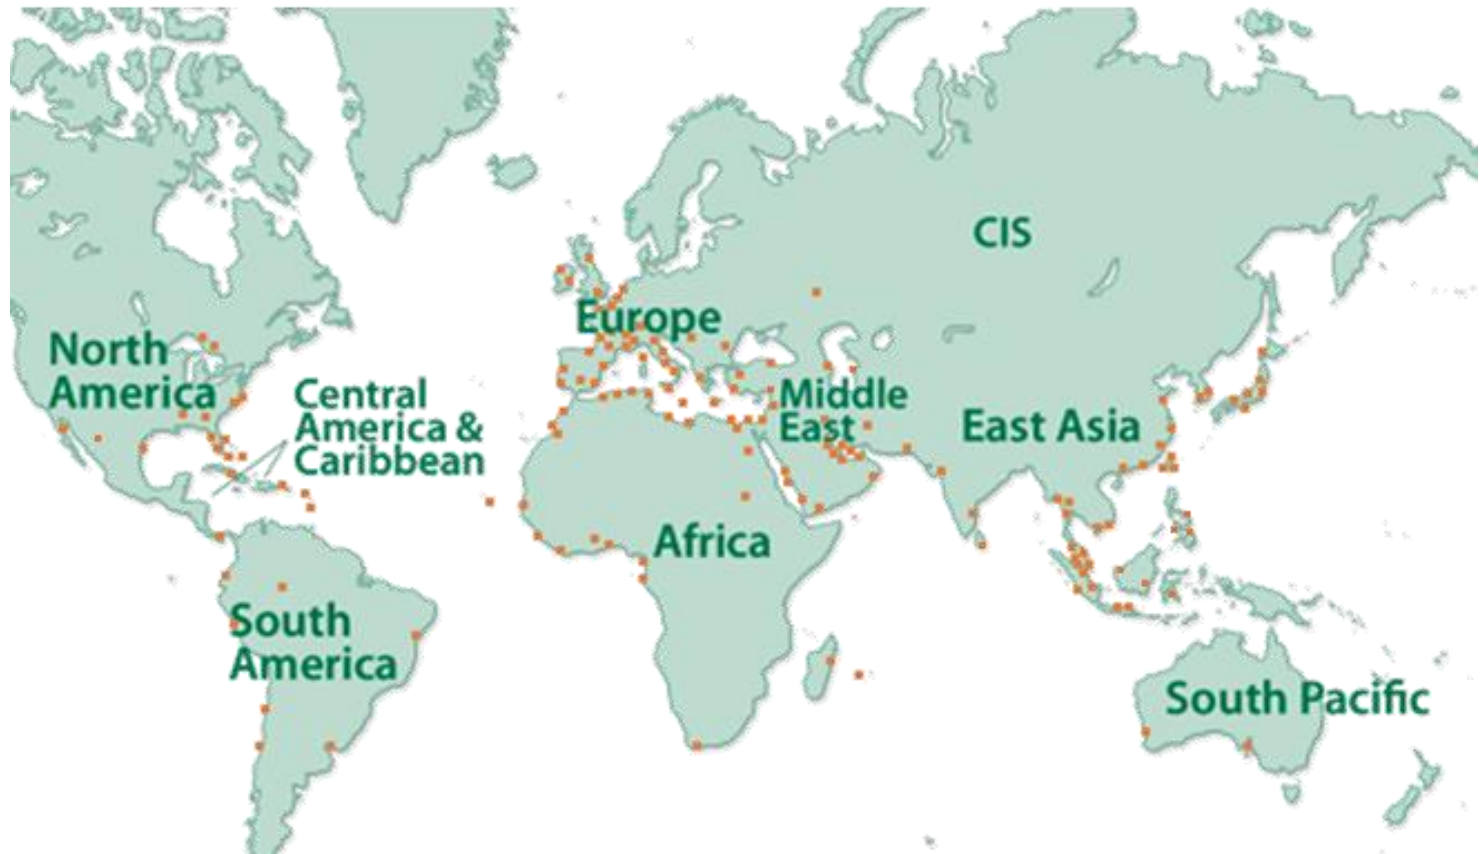 CIS
Europe
North
America
Central
America &
Caribbean
Middle
East
East Asia
Africa
South
America
South Pacific